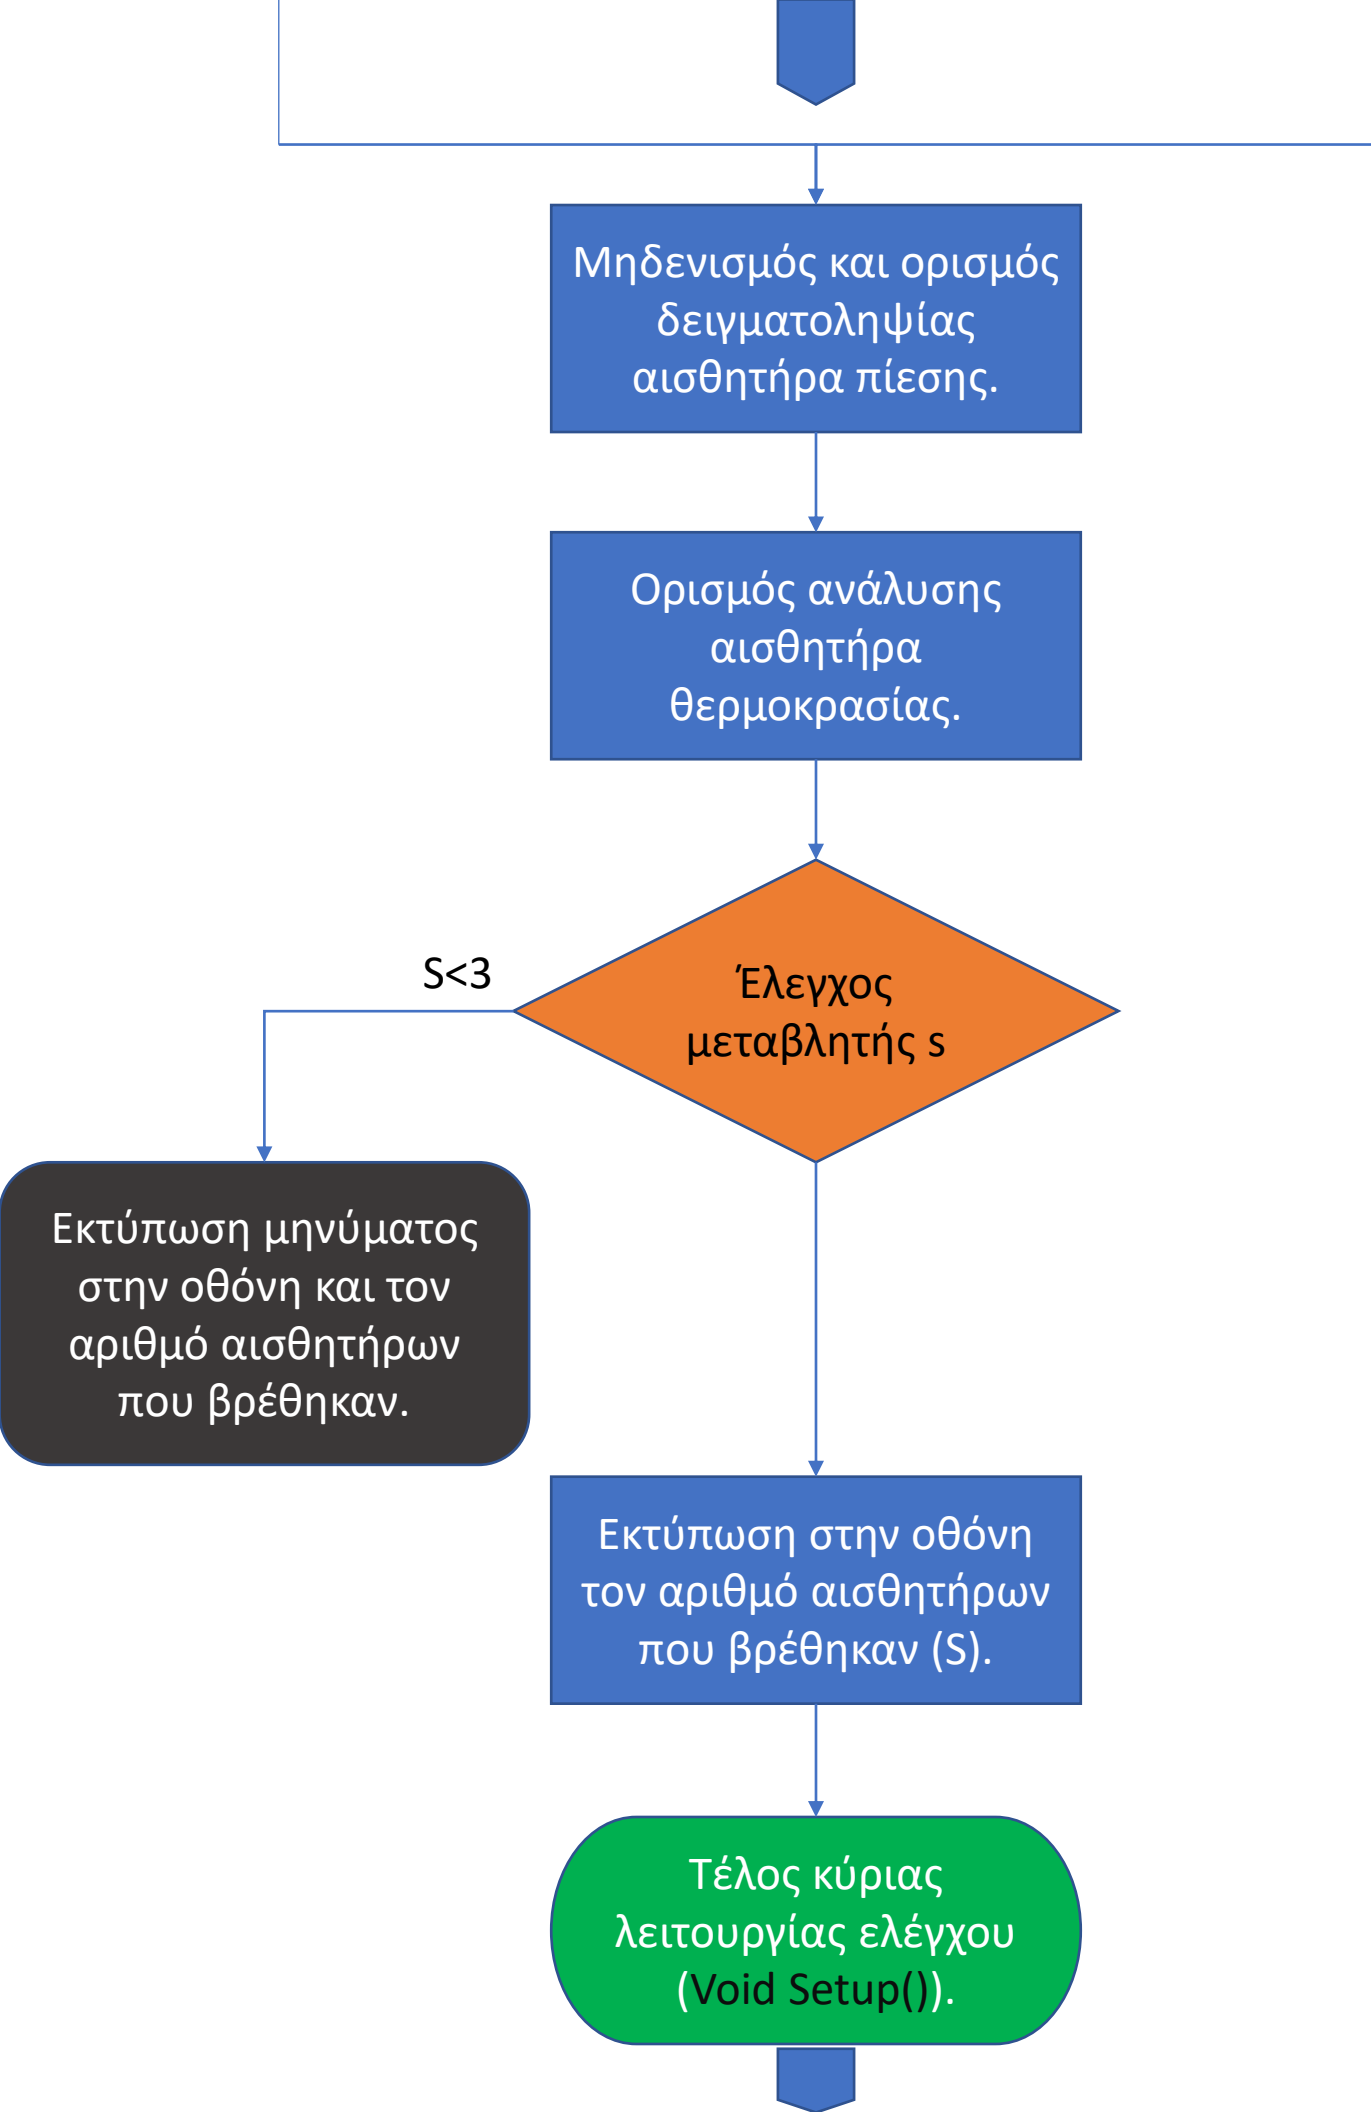 Μηδενισμός και ορισμός
δειγματοληψίας
αισθητήρα πίεσης.
Ορισμός ανάλυσης
αισθητήρα
θερμοκρασίας.
S<3
Έλεγχος
μεταβλητής s
Εκτύπωση μηνύματος
στην οθόνη και τον
αριθμό αισθητήρων
που βρέθηκαν.
Εκτύπωση στην οθόνη
τον αριθμό αισθητήρων
που βρέθηκαν (S).
Τέλος κύριας
λειτουργίας ελέγχου
(Void Setup()).